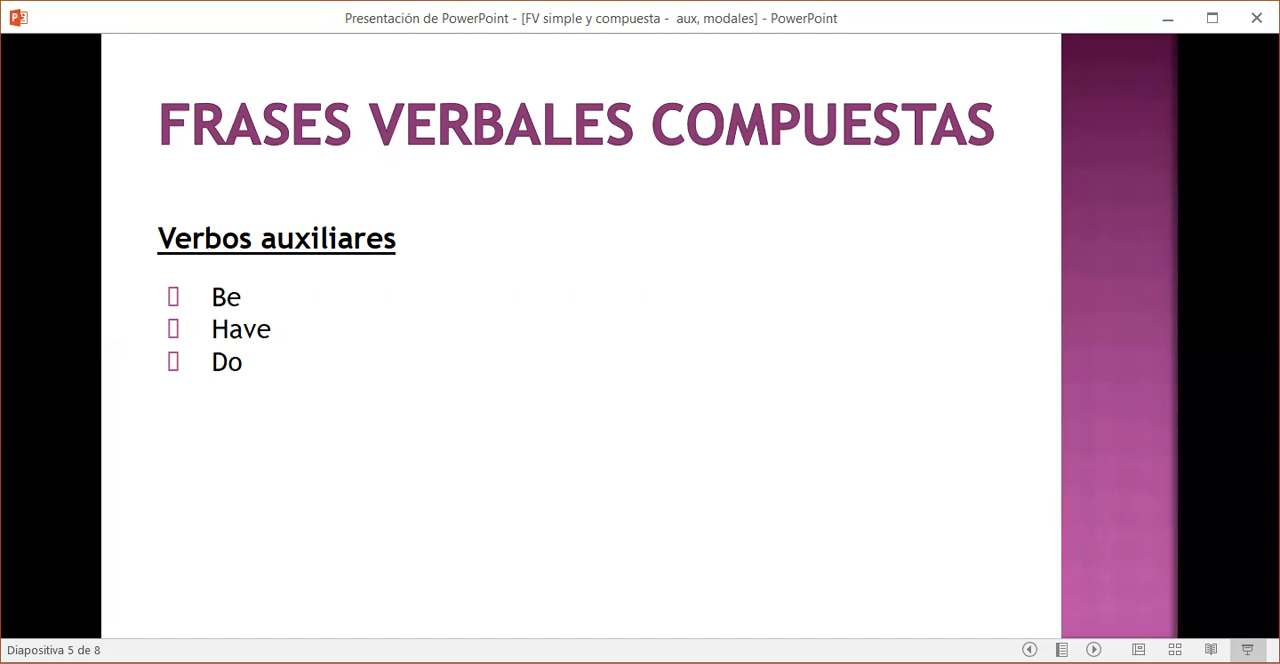 Presentación de PowerPoint - [FV simple y compuesta - aux, modales] - PowerPoint
FRASES VERBALES COMPUESTAS
Verbos auxiliares
Be
Have
Do
Diapositiva 5 de 8